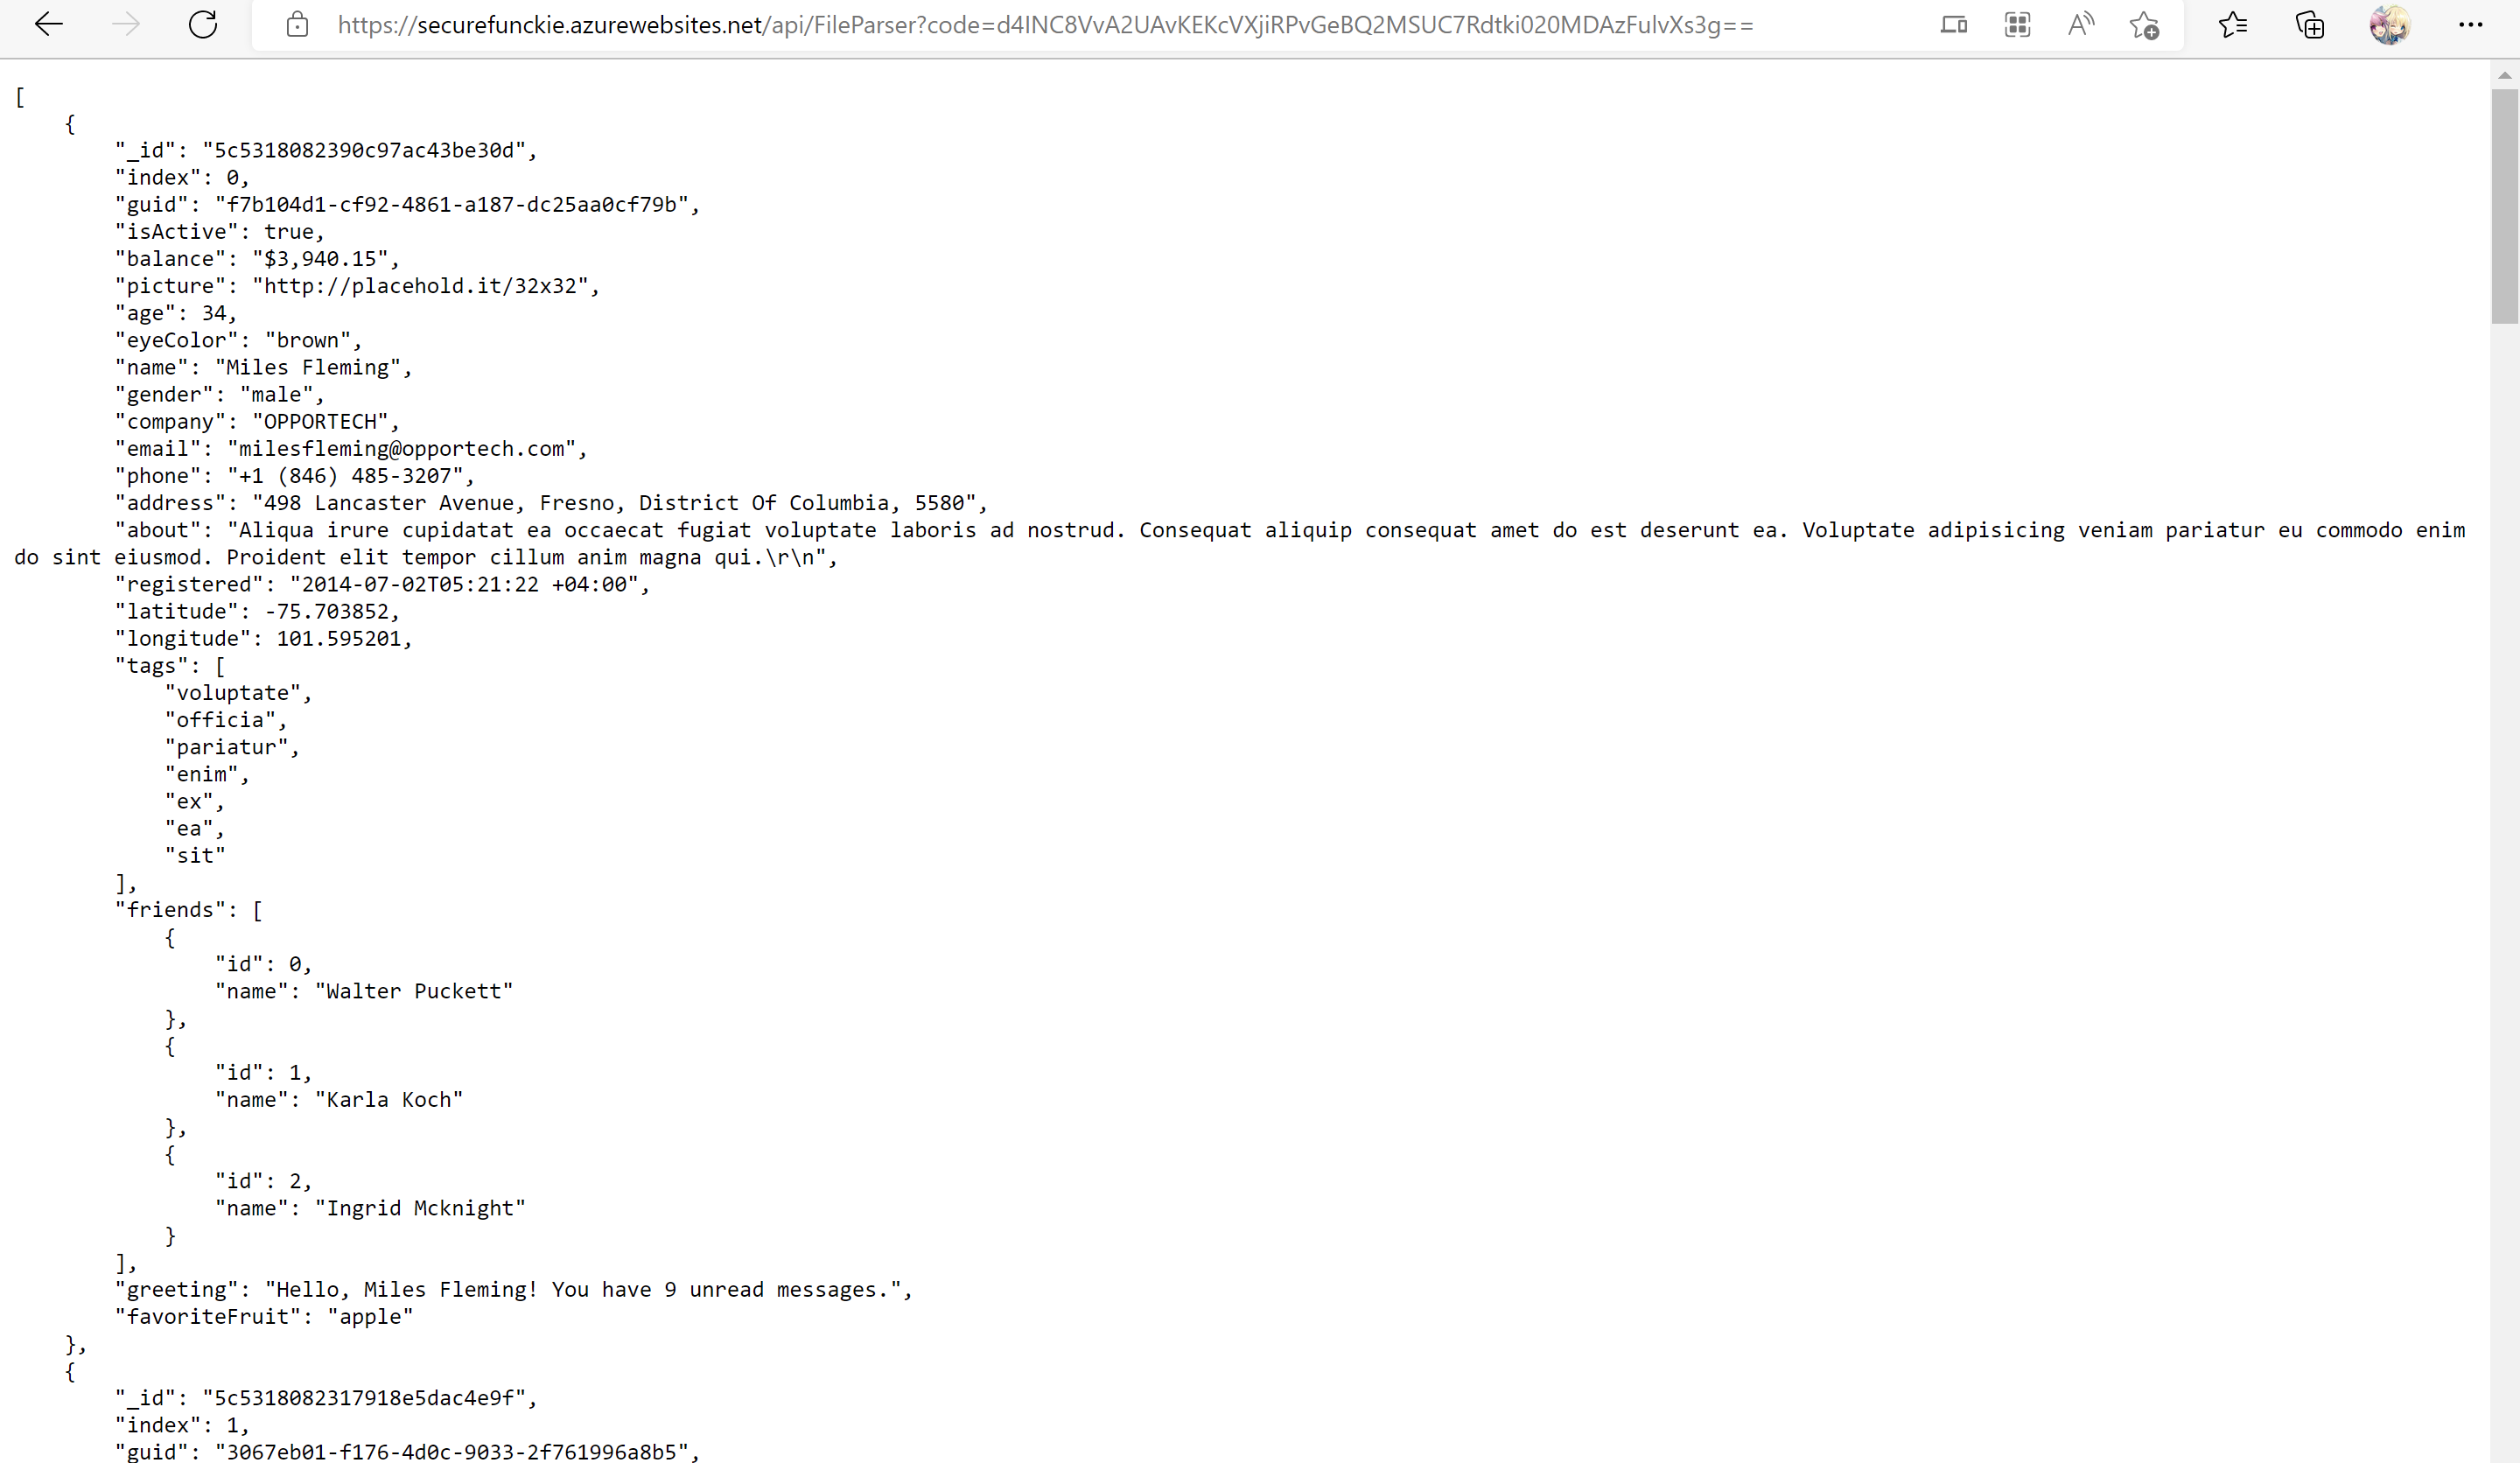 https://securefunckie.azurewebsites.net/api/FileParser?code=d4INC8VvA2UAvKEKcVXjiRPvGeBQ2MSUC7Rdtki020MDAzFulvXs3g==
[
    {
        "_id": "5c5318082390c97ac43be30d",
        "index": 0,
        "guid": "f7b104d1-cf92-4861-a187-dc25aa0cf79b",
        "isActive": true,
        "balance": "$3,940.15",
        "picture": "http://placehold.it/32x32",
        "age": 34,
        "eyeColor": "brown",
        "name": "Miles Fleming",
        "gender": "male",
        "company": "OPPORTECH",
        "email": "milesfleming@opportech.com",
        "phone": "+1 (846) 485-3207",
        "address": "498 Lancaster Avenue, Fresno, District Of Columbia, 5580",
        "about": "Aliqua irure cupidatat ea occaecat fugiat voluptate laboris ad nostrud. Consequat aliquip consequat amet do est deserunt ea. Voluptate adipisicing veniam pariatur eu commodo enim
do sint eiusmod. Proident elit tempor cillum anim magna qui.\r\n",
        "registered": "2014-07-02T05:21:22 +04:00",
        "latitude": -75.703852,
        "longitude": 101.595201,
        "tags": [
            "voluptate",
            "officia",
            "pariatur",
            "enim",
            "ex",
            "ea",
            "sit"
        ],
        "friends": [
            {
                "id": 0,
                "name": "Walter Puckett"
            },
            {
                "id": 1,
                "name": "Karla Koch"
            },
            {
                "id": 2,
                "name": "Ingrid Mcknight"
            }
        ],
        "greeting": "Hello, Miles Fleming! You have 9 unread messages.",
        "favoriteFruit": "apple"
    },
    {
        "_id": "5c5318082317918e5dac4e9f",
        "index": 1,
        "guid": "3067eb01-f176-4d0c-9033-2f761996a8b5",